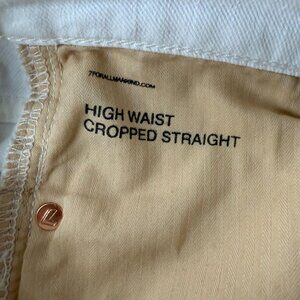 7FORALLMANKIND.COM
HIGH WAIST
CROPPED STRAIGHT